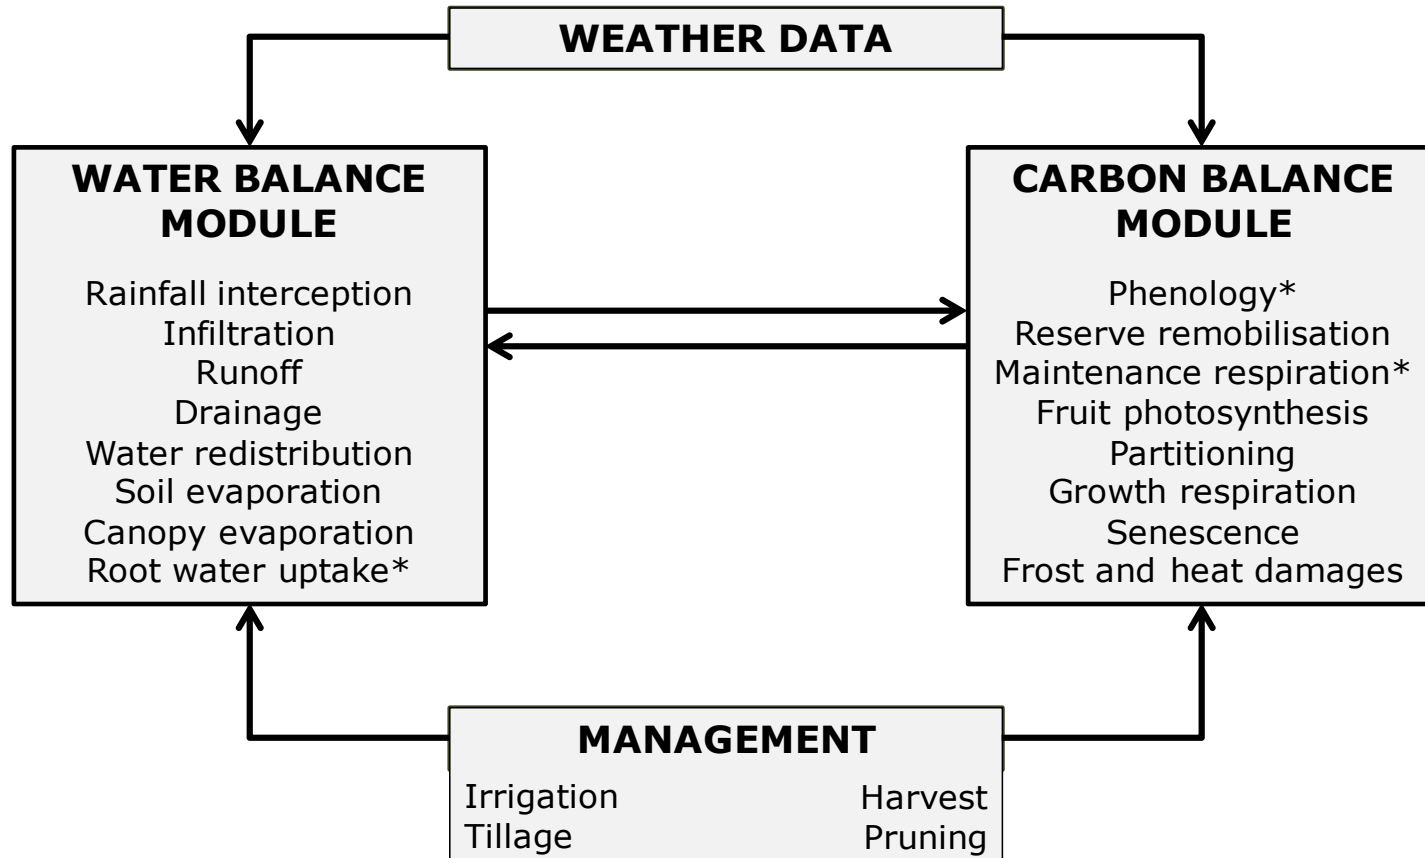 WEATHER DATA
WATER BALANCE
MODULE
Rainfall interception
Infiltration
Runoff
Drainage
Water redistribution
Soil evaporation
Canopy evaporation
Root water uptake*
CARBON BALANCE
MODULE
Phenology*
Reserve remobilisation
Maintenance respiration*
Fruit photosynthesis
Partitioning
Growth respiration
Senescence
Frost and heat damages
MANAGEMENT
Irrigation Harvest
Tillage Pruning